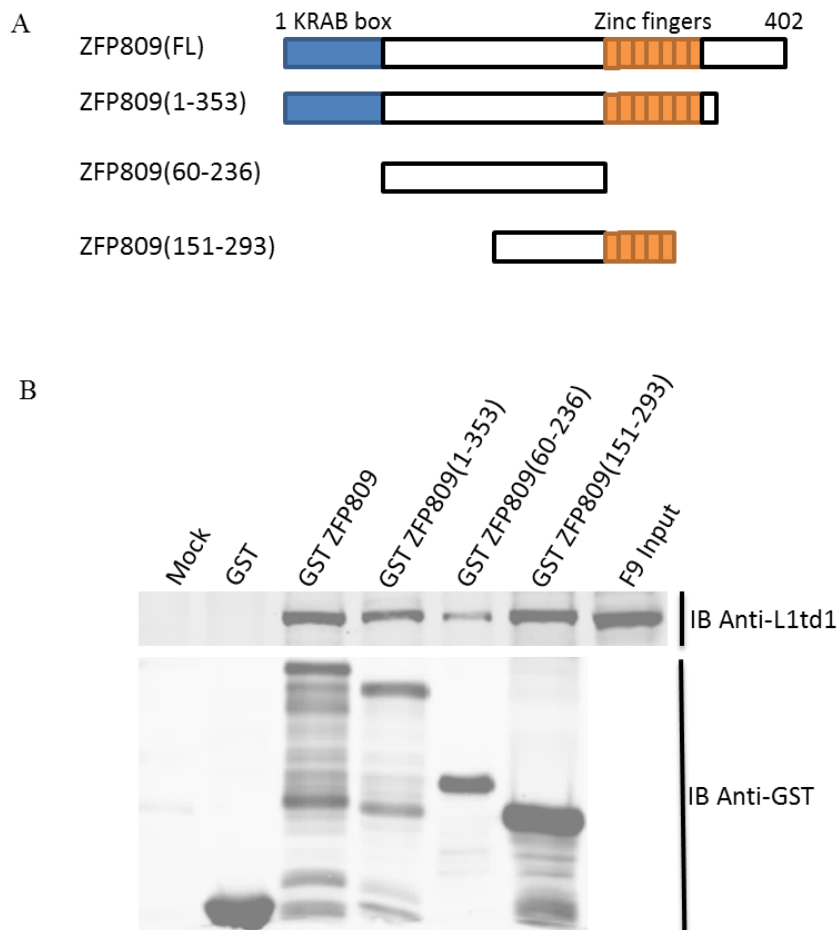 A
1 KRAB box Zinc fingers 402
ZFP809(FL)
ZFP809(1-353)
ZFP809(60-236)
ZFP809(151-293)
B
Mock
GST
GST ZFP809
GST ZFP809(1-353)
GST ZFP809(60-236)
GST ZFP809(151-293)
F9 Input
IB Anti-L1td1
IB Anti-GST